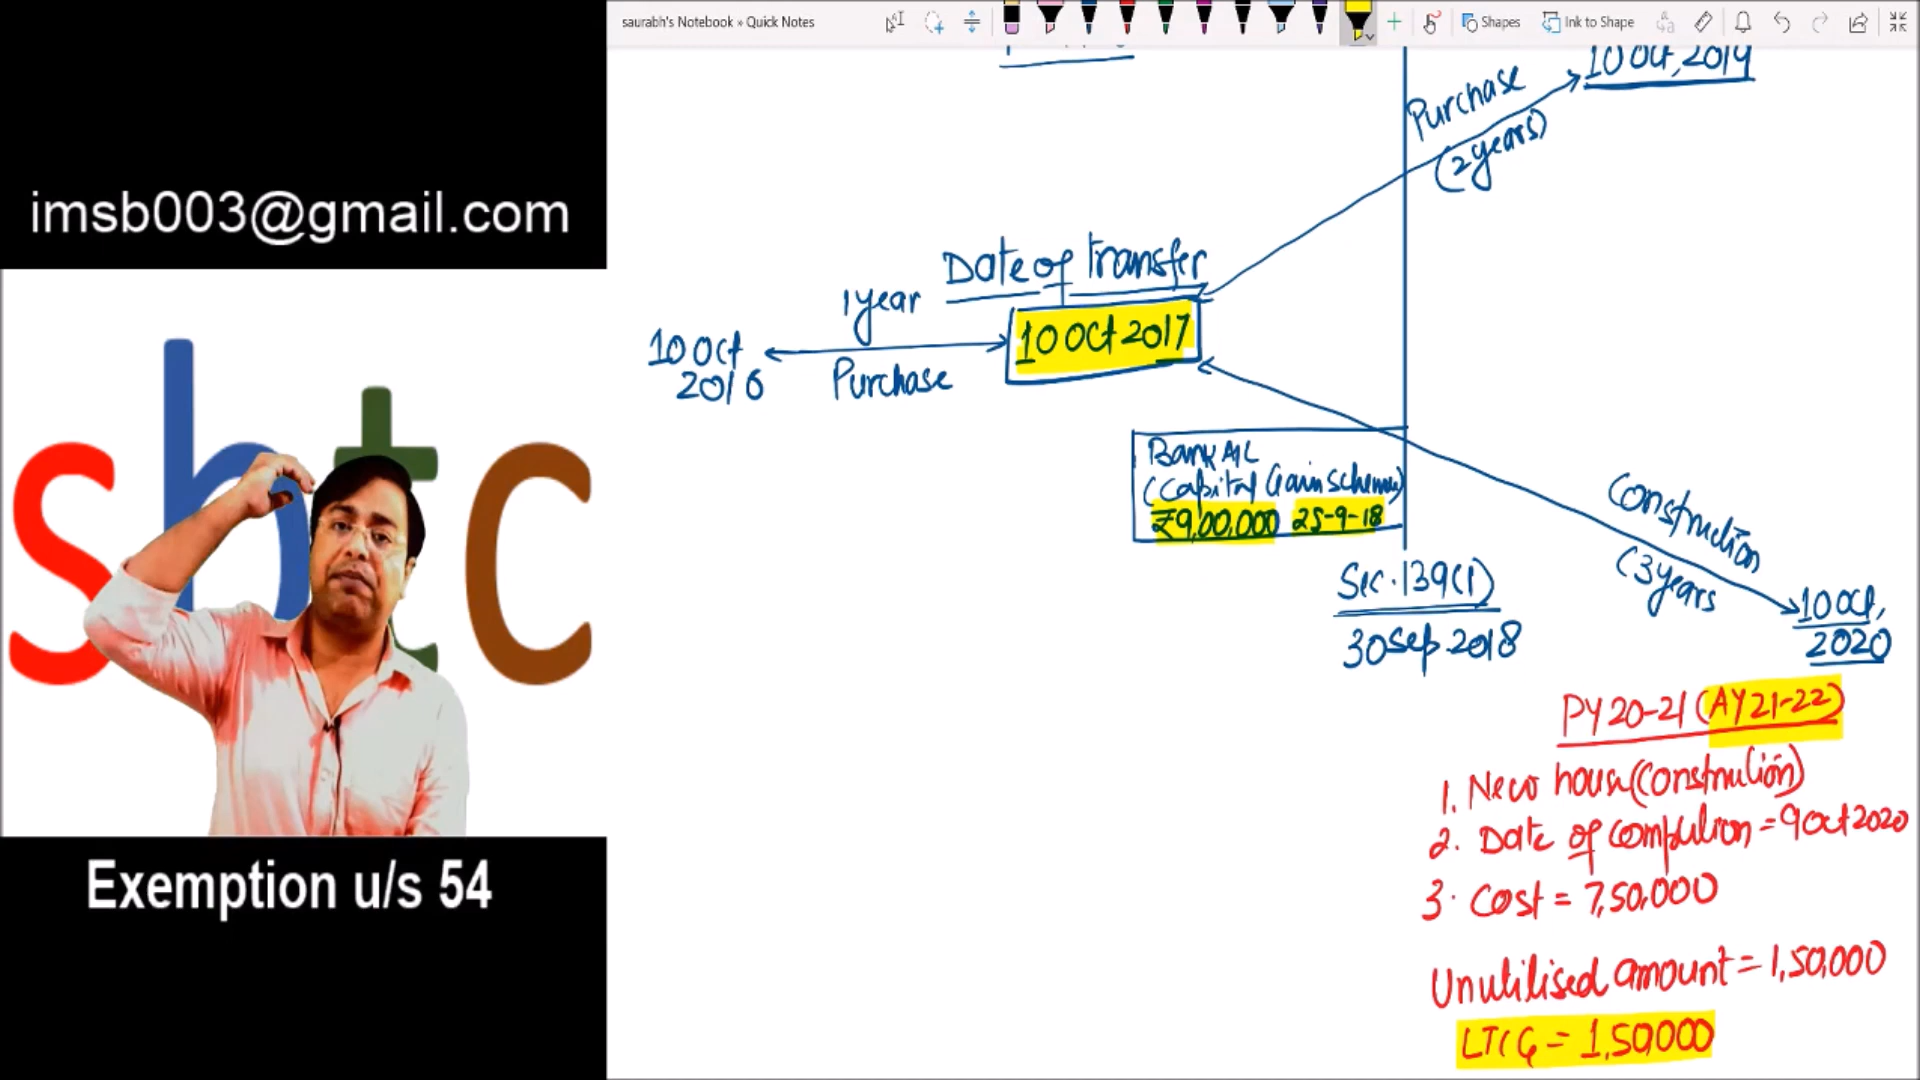 saurabh's Notebook » Quick Notes
Shapes
Ink to Shape
imsb003@gmail.com
sbtc
Exemption u/s 54
10 Oct, 2019
Purchase
(2 years)
Date of transfer
10 Oct 2017
1 year
10 Oct
2016
Purchase
Bank A/c
(Capital Gain Scheme)
₹9,00,000 25-9-18
Sec. 139(1)
30 Sep. 2018
Construction
(3 years
10 Oct,
2020
PY 20-21 (AY 21-22)
1. New house (Construction)
2. Date of completion = 9 Oct 2020
3. Cost = 7,50,000
Unutilised amount = 1,50,000
LTCG = 1,50,000